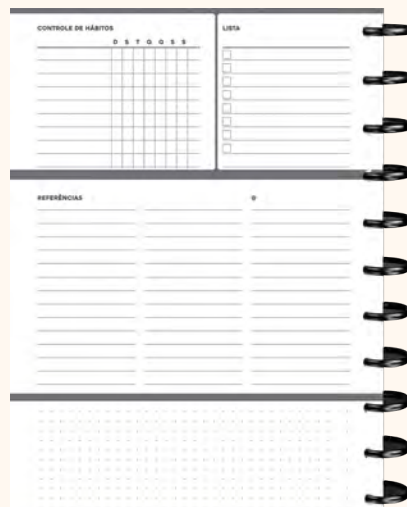 CONTROLE DE HÁBITOS
D S T Q Q S S
LISTA
REFERÊNCIAS